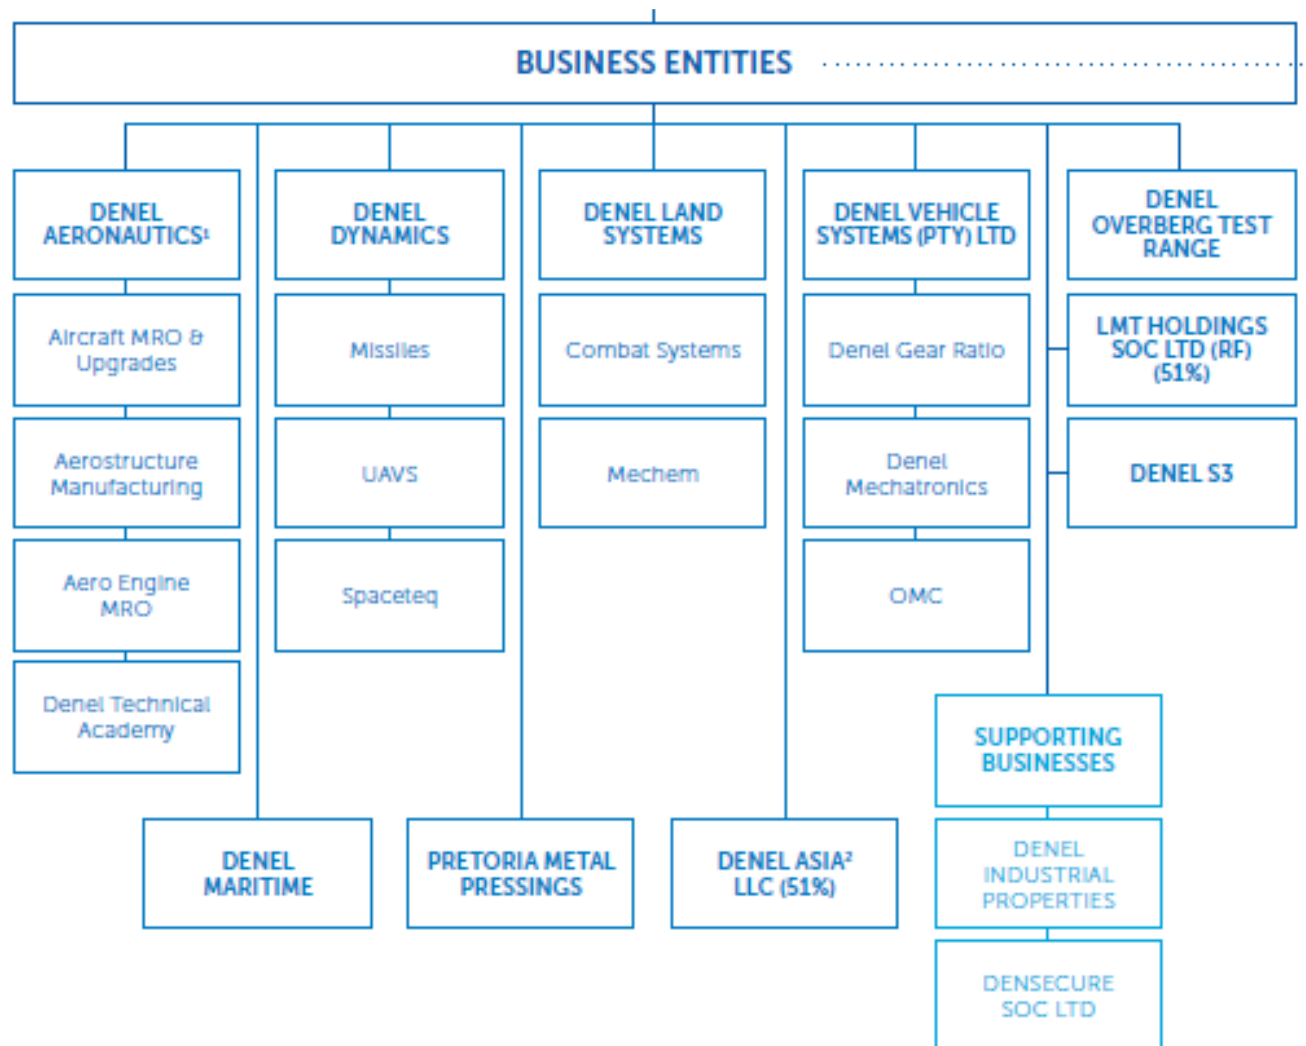 BUSINESS ENTITIES
DENEL
AERONAUTICS¹
DENEL
DYNAMICS
DENEL LAND
SYSTEMS
DENEL VEHICLE
SYSTEMS (PTY) LTD
DENEL
OVERBERG TEST
RANGE
Aircraft MRO &
Upgrades
Missiles
Combat Systems
Denel Gear Ratio
LMT HOLDINGS
SOC LTD (RF)
(51%)
Aerostructure
Manufacturing
UAVS
Mechem
Denel
Mechatronics
DENEL S3
Aero Engine
MRO
Spaceteq
OMC
Denel Technical
Academy
SUPPORTING
BUSINESSES
DENEL
MARITIME
PRETORIA METAL
PRESSINGS
DENEL ASIA²
LLC (51%)
DENEL
INDUSTRIAL
PROPERTIES
DENSECURE
SOC LTD